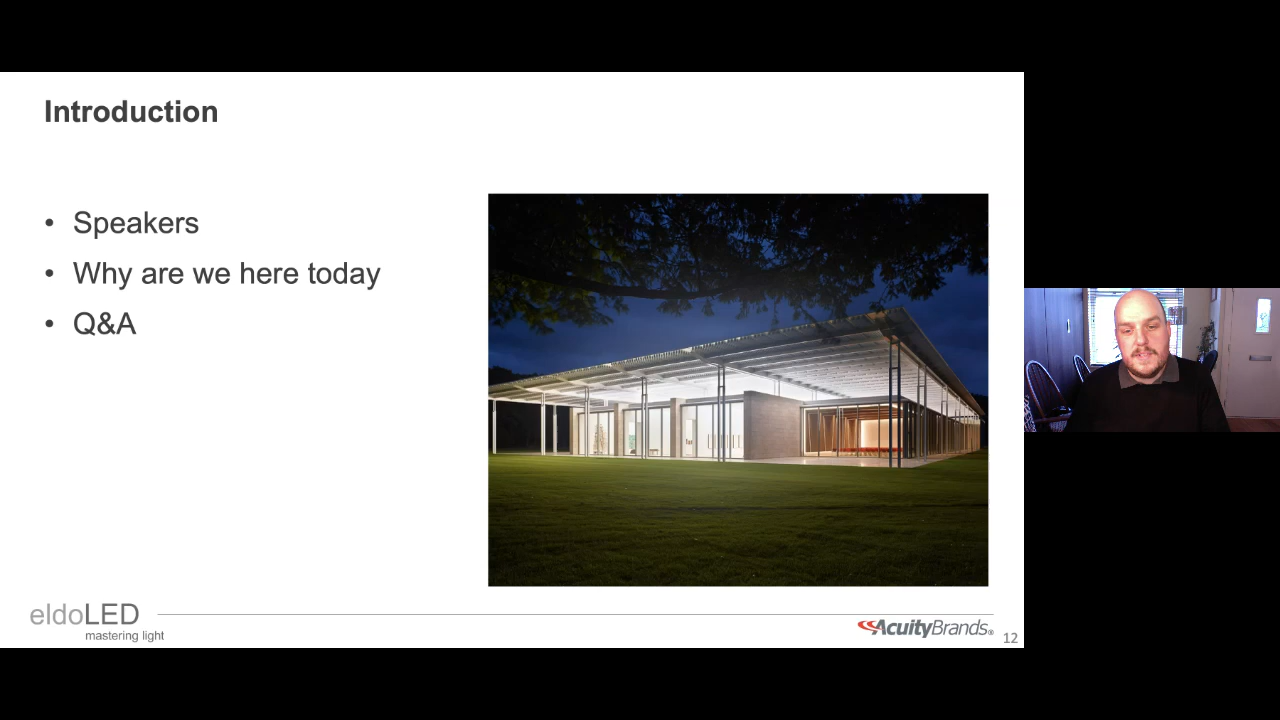 Introduction
• Speakers
• Why are we here today
• Q&A
eldoLED
mastering light
AcuityBrands®
12